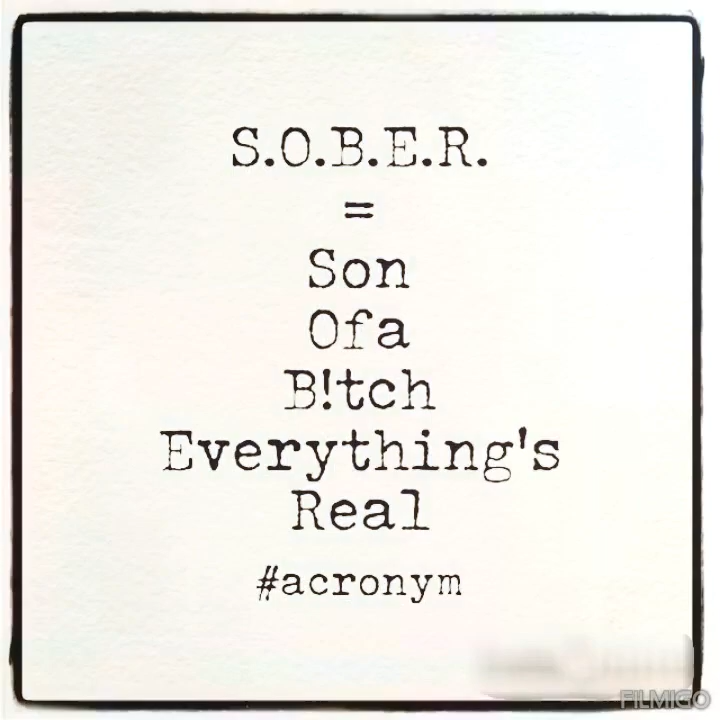 S.O.B.E.R.
=
Son
Ofa
B!tch
Everything's
Real
#acronym
FILMIGO